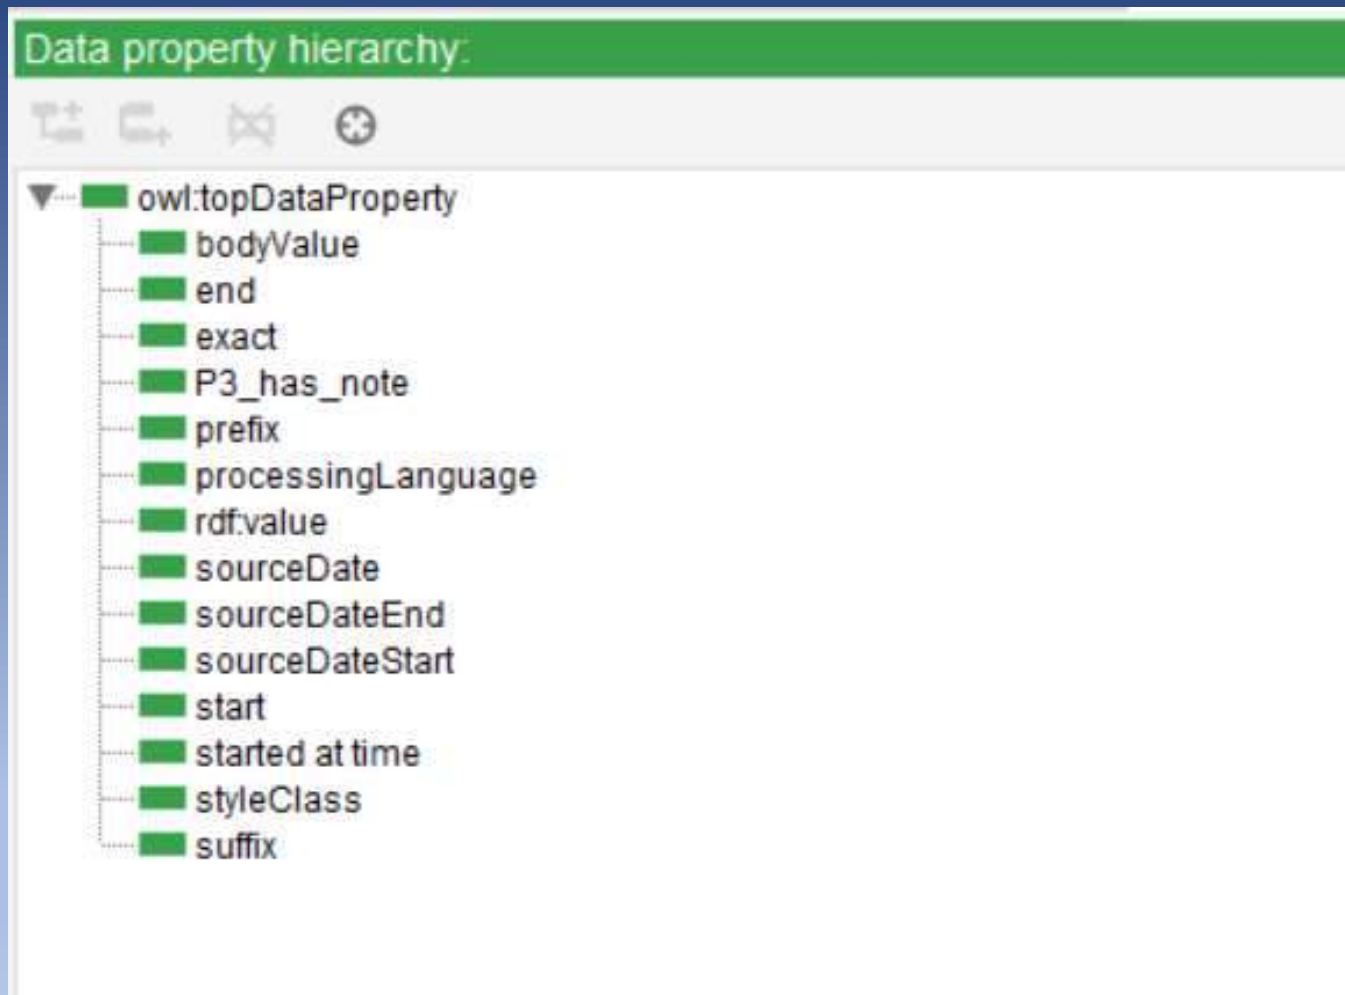 Data property hierarchy:
owl:topDataProperty
bodyValue
end
exact
P3_has_note
prefix
processingLanguage
rdf:value
sourceDate
sourceDateEnd
sourceDateStart
start
started at time
styleClass
suffix